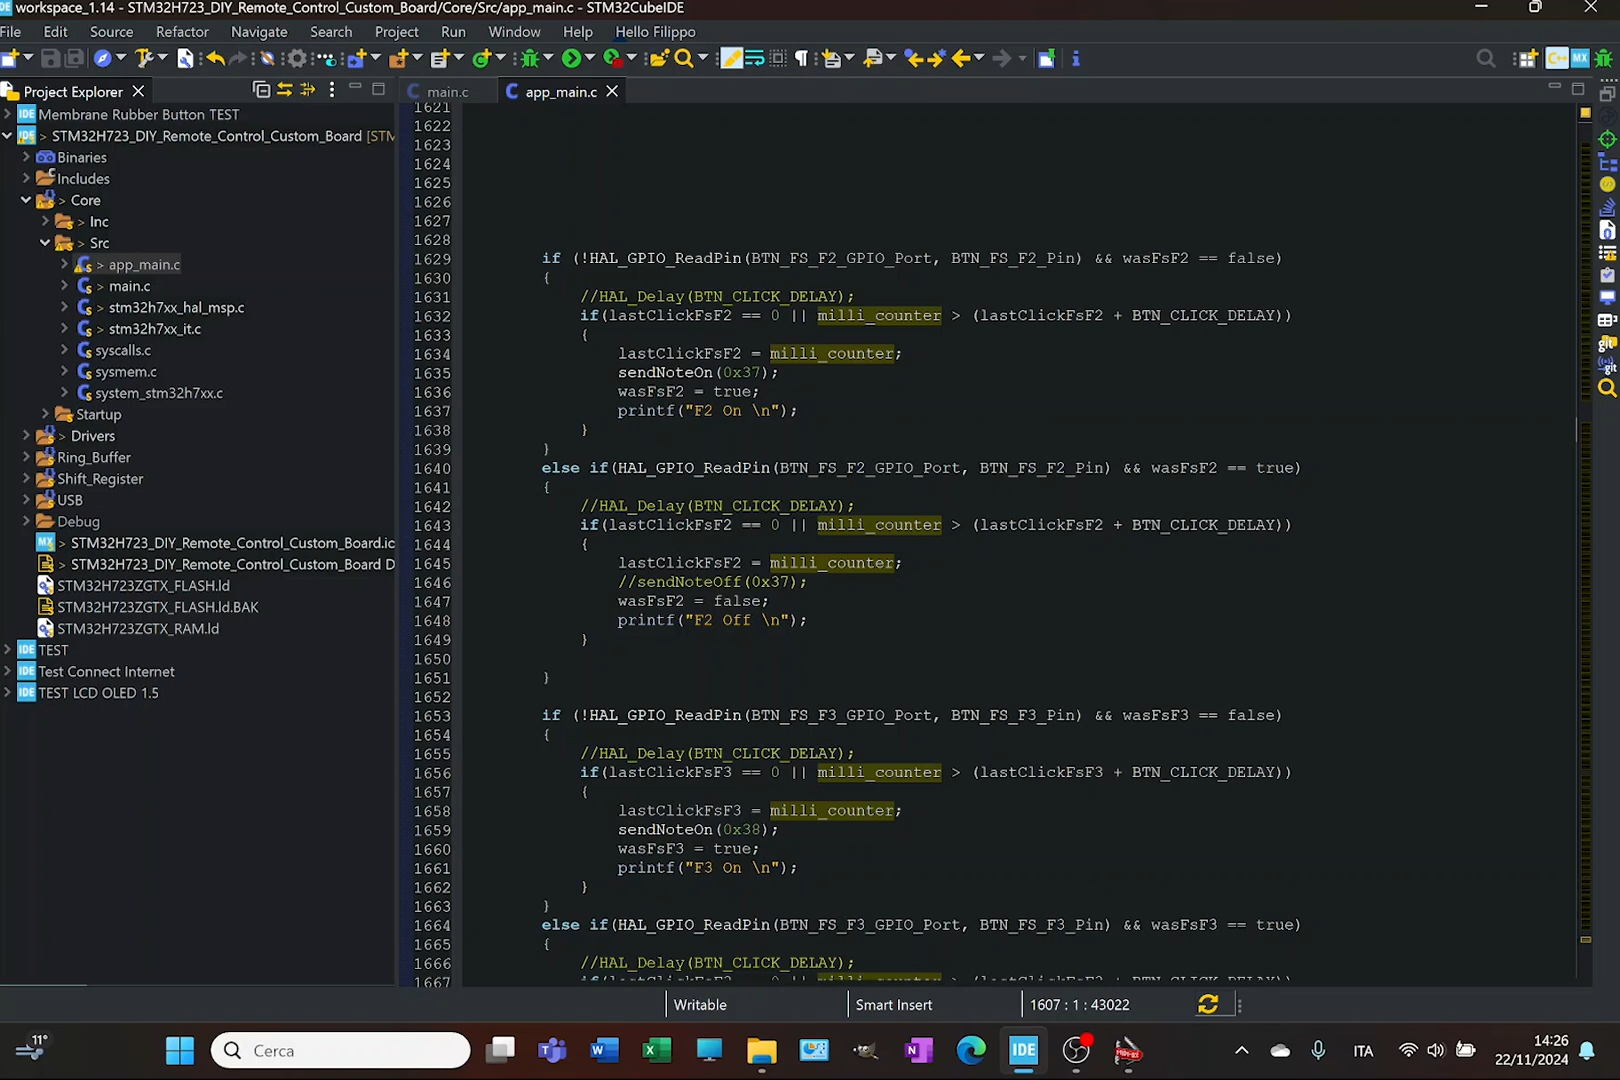 workspace_1.14 - STM32H723_DIY_Remote_Control_Custom_Board/Core/Src/app_main.c - STM32CubeIDE
File Edit Source Refactor Navigate Search Project Run Window Help Hello Filippo
Project Explorer
main.c
app_main.c
Membrane Rubber Button TEST
> STM32H723_DIY_Remote_Control_Custom_Board [STM
Binaries
Includes
> Core
> Inc
> Src
> app_main.c
> main.c
> stm32h7xx_hal_msp.c
> stm32h7xx_it.c
syscalls.c
sysmem.c
system_stm32h7xx.c
Startup
> Drivers
Ring_Buffer
Shift_Register
USB
Debug
> STM32H723_DIY_Remote_Control_Custom_Board.ic
> STM32H723_DIY_Remote_Control_Custom_Board D
STM32H723ZGTX_FLASH.ld
STM32H723ZGTX_FLASH.ld.BAK
STM32H723ZGTX_RAM.ld
TEST
Test Connect Internet
TEST LCD OLED 1.5
1621
1622
1623
1624
1625
1626
1627
1628
1629 if (!HAL_GPIO_ReadPin(BTN_FS_F2_GPIO_Port, BTN_FS_F2_Pin) && wasFsF2 == false)
1630 {
1631 //HAL_Delay(BTN_CLICK_DELAY);
1632 if(lastClickFsF2 == 0 || milli_counter > (lastClickFsF2 + BTN_CLICK_DELAY))
1633 {
1634 lastClickFsF2 = milli_counter;
1635 sendNoteOn(0x37);
1636 wasFsF2 = true;
1637 printf("F2 On \n");
1638 }
1639 }
1640 else if(HAL_GPIO_ReadPin(BTN_FS_F2_GPIO_Port, BTN_FS_F2_Pin) && wasFsF2 == true)
1641 {
1642 //HAL_Delay(BTN_CLICK_DELAY);
1643 if(lastClickFsF2 == 0 || milli_counter > (lastClickFsF2 + BTN_CLICK_DELAY))
1644 {
1645 lastClickFsF2 = milli_counter;
1646 //sendNoteOff(0x37);
1647 wasFsF2 = false;
1648 printf("F2 Off \n");
1649 }
1650
1651 }
1652
1653 if (!HAL_GPIO_ReadPin(BTN_FS_F3_GPIO_Port, BTN_FS_F3_Pin) && wasFsF3 == false)
1654 {
1655 //HAL_Delay(BTN_CLICK_DELAY);
1656 if(lastClickFsF3 == 0 || milli_counter > (lastClickFsF3 + BTN_CLICK_DELAY))
1657 {
1658 lastClickFsF3 = milli_counter;
1659 sendNoteOn(0x38);
1660 wasFsF3 = true;
1661 printf("F3 On \n");
1662 }
1663 }
1664 else if(HAL_GPIO_ReadPin(BTN_FS_F3_GPIO_Port, BTN_FS_F3_Pin) && wasFsF3 == true)
1665 {
1666 //HAL_Delay(BTN_CLICK_DELAY);
1667
Writable
Smart Insert
1607 : 1 : 43022
11°
Cerca
IDE
ITA
14:26
22/11/2024